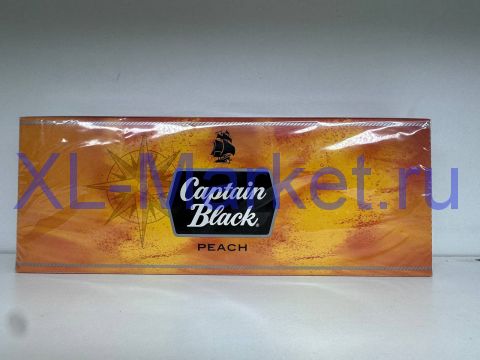 Captain
Black®
PEACH
XL-Market.ru